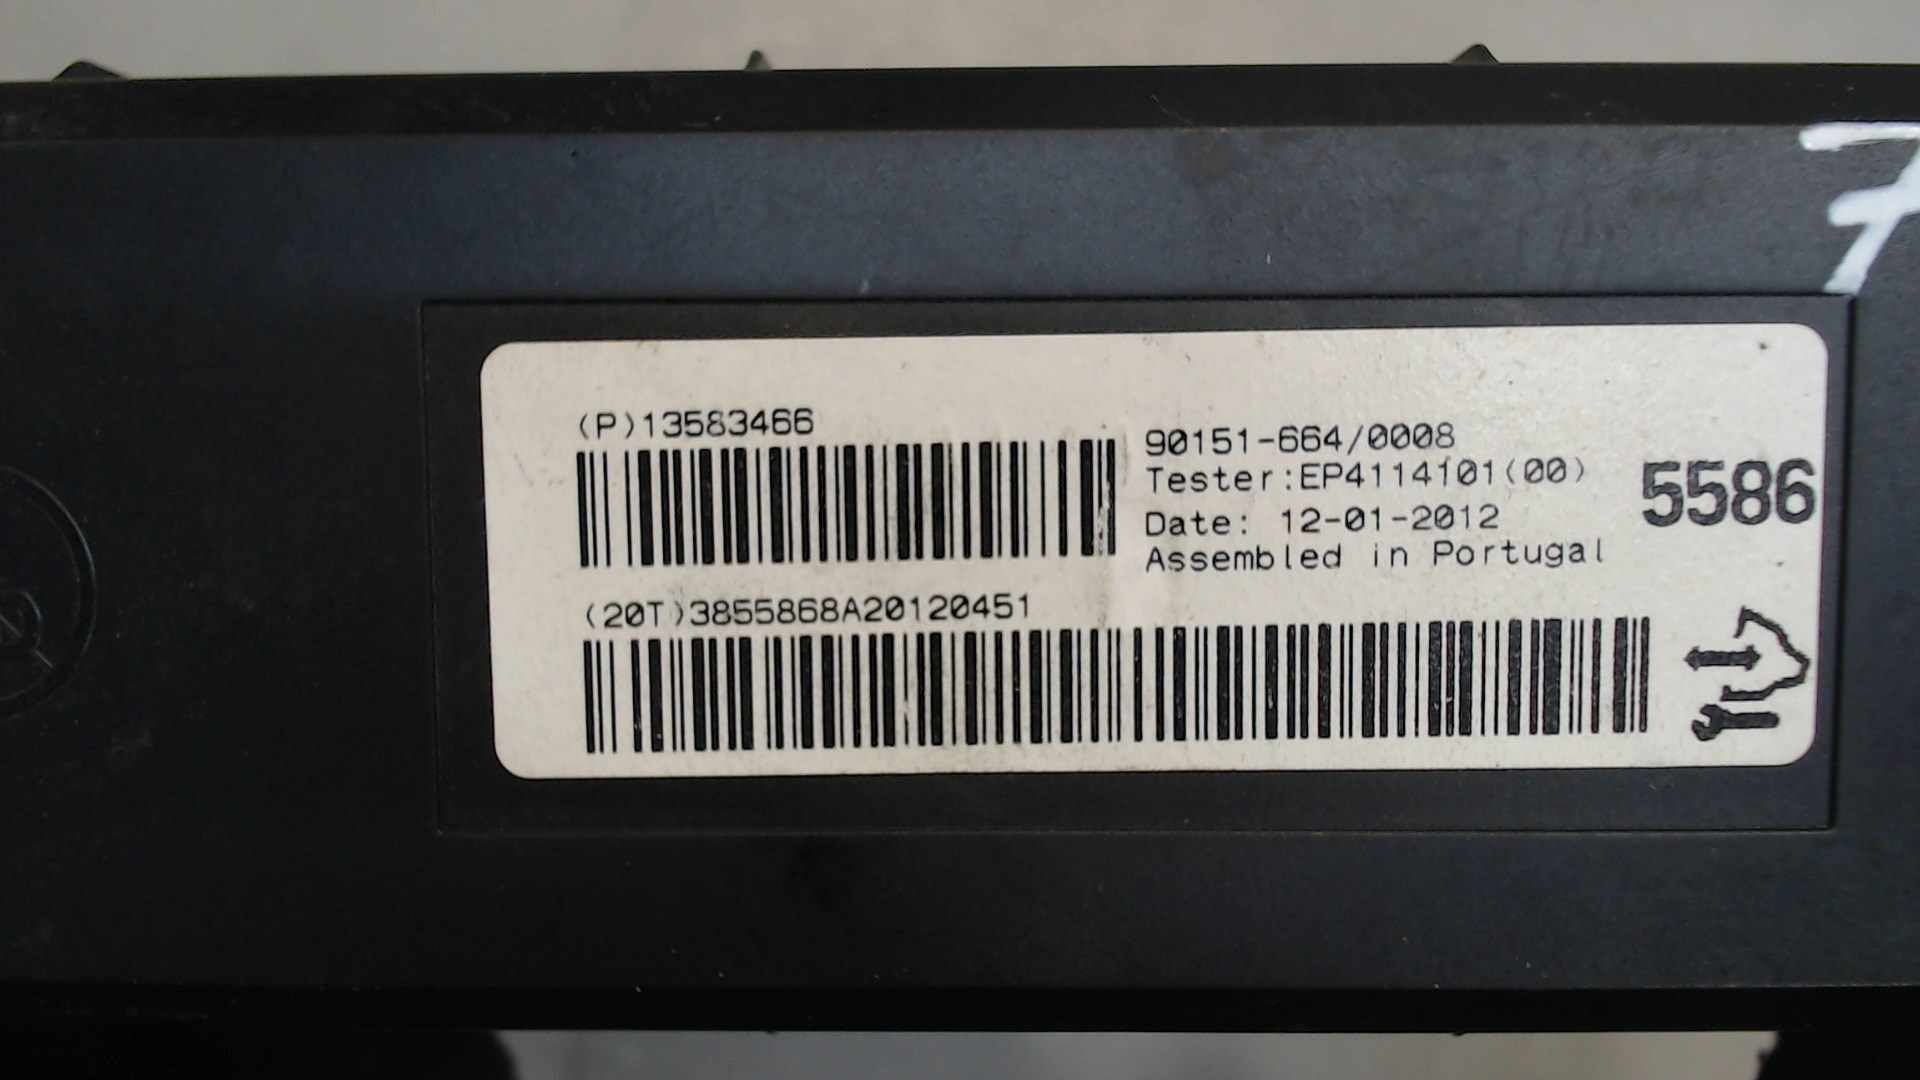 (P)13583466
90151-664/0008
Tester:EP4114101(00)
5586
Date: 12-01-2012
Assembled in Portugal
(20T)3855868A20120451